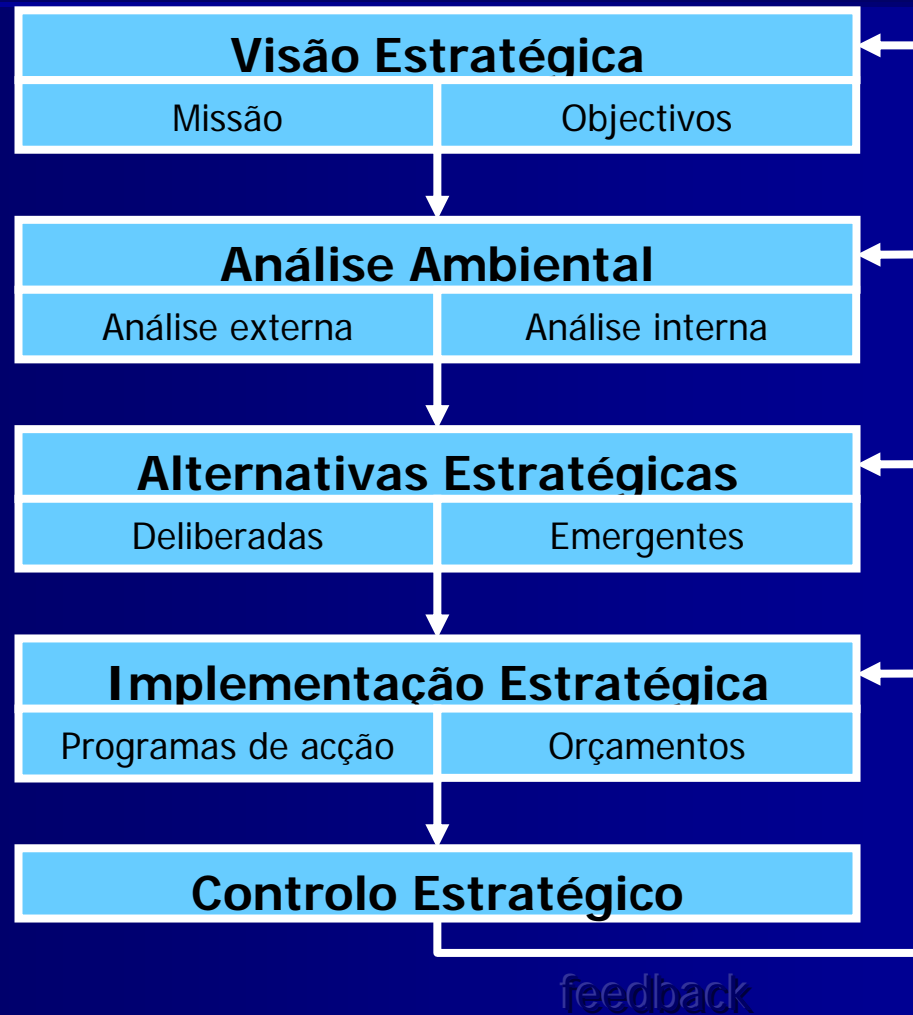 Visão Estratégica
Missão Objectivos
Análise Ambiental
Análise externa Análise interna
Alternativas Estratégicas
Deliberadas Emergentes
Implementação Estratégica
Programas de acção Orçamentos
Controlo Estratégico
feedback